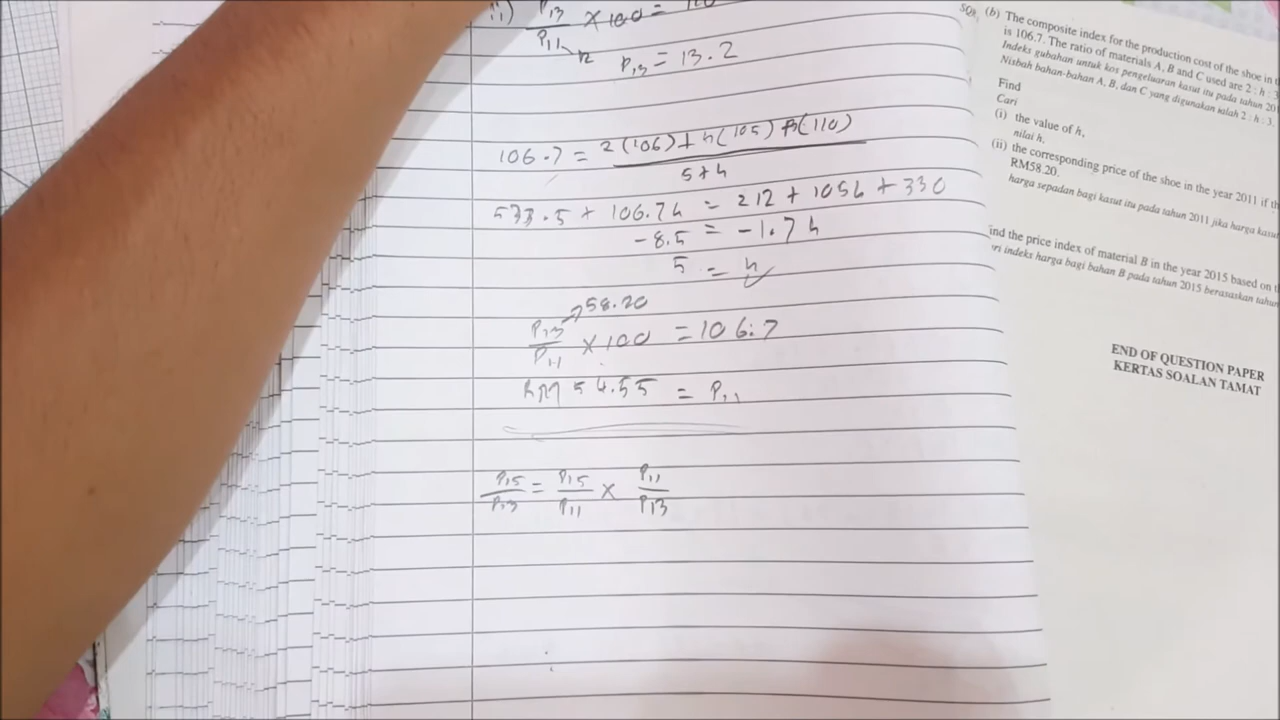 ii) P13/P11 × 100 = 110
12
P13 = 13.2
106.7 = 2(106) + h(105) + 3(110) / 5+h
533.5 + 106.7h = 212 + 105h + 330
-8.5 = -1.7h
5 = h
58.20
P13/P11 × 100 = 106.7
RM 54.55 = P11
P15/P13 = P15/P11 × P11/P13
(b) The composite index for the production cost of the shoe in
is 106.7. The ratio of materials A, B and C used are 2 : h : 3
Indeks gubahan untuk kos pengeluaran kasut itu pada tahun 20
Nisbah bahan-bahan A, B, dan C yang digunakan ialah 2 : h : 3.
Find
Cari
(i) the value of h,
nilai h,
(ii) the corresponding price of the shoe in the year 2011 if th
RM58.20.
harga sepadan bagi kasut itu pada tahun 2011 jika harga kasut
ind the price index of material B in the year 2015 based on t
ri indeks harga bagi bahan B pada tahun 2015 berasaskan tahun
END OF QUESTION PAPER
KERTAS SOALAN TAMAT